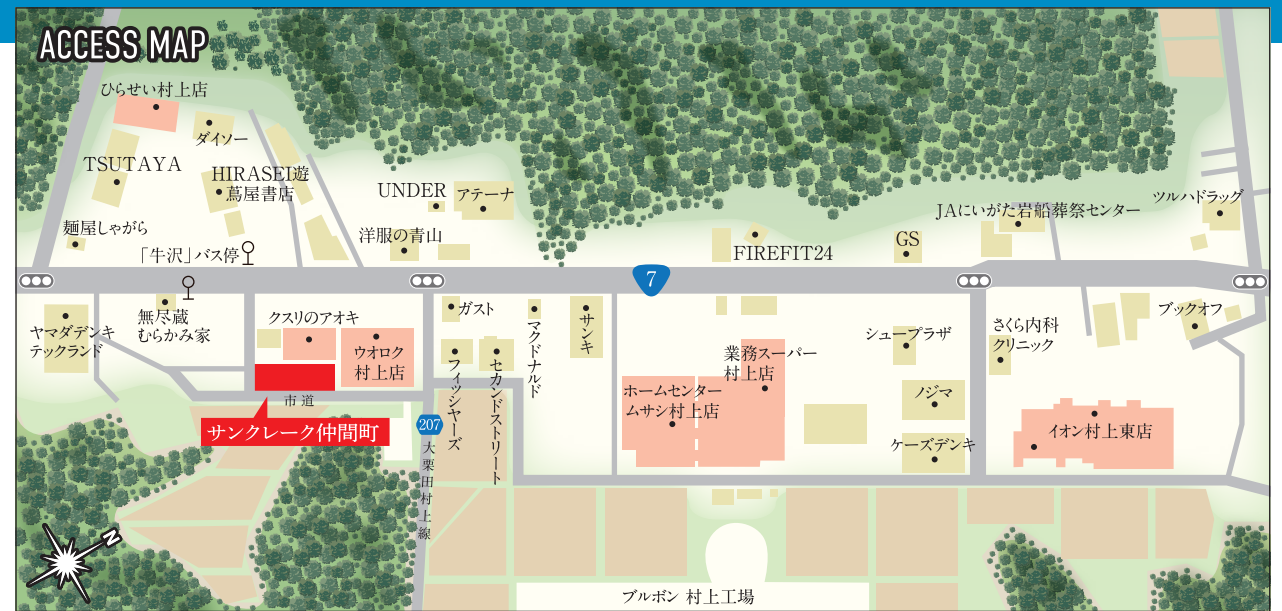 ACCESS MAP
ひらせい村上店
ダイソー
TSUTAYA
HIRASEI遊
蔦屋書店
麺屋しゃがら
「牛沢」バス停
UNDER
アテーナ
洋服の青山
FIREFIT24
GS
JAにいがた岩船葬祭センター
ツルハドラッグ
7
ヤマダデンキ
テックランド
無尽蔵
むらかみ家
クスリのアオキ
ウオロク
村上店
市道
サンクレーク仲間町
207
大栗田村上線
ガスト
フィッシヤーズ
セカンドストリート
マクドナルド
サンキ
ホームセンター
ムサシ村上店
業務スーパー
村上店
シュープラザ
ノジマ
ケーズデンキ
さくら内科
クリニック
ブックオフ
イオン村上東店
N
ブルボン 村上工場